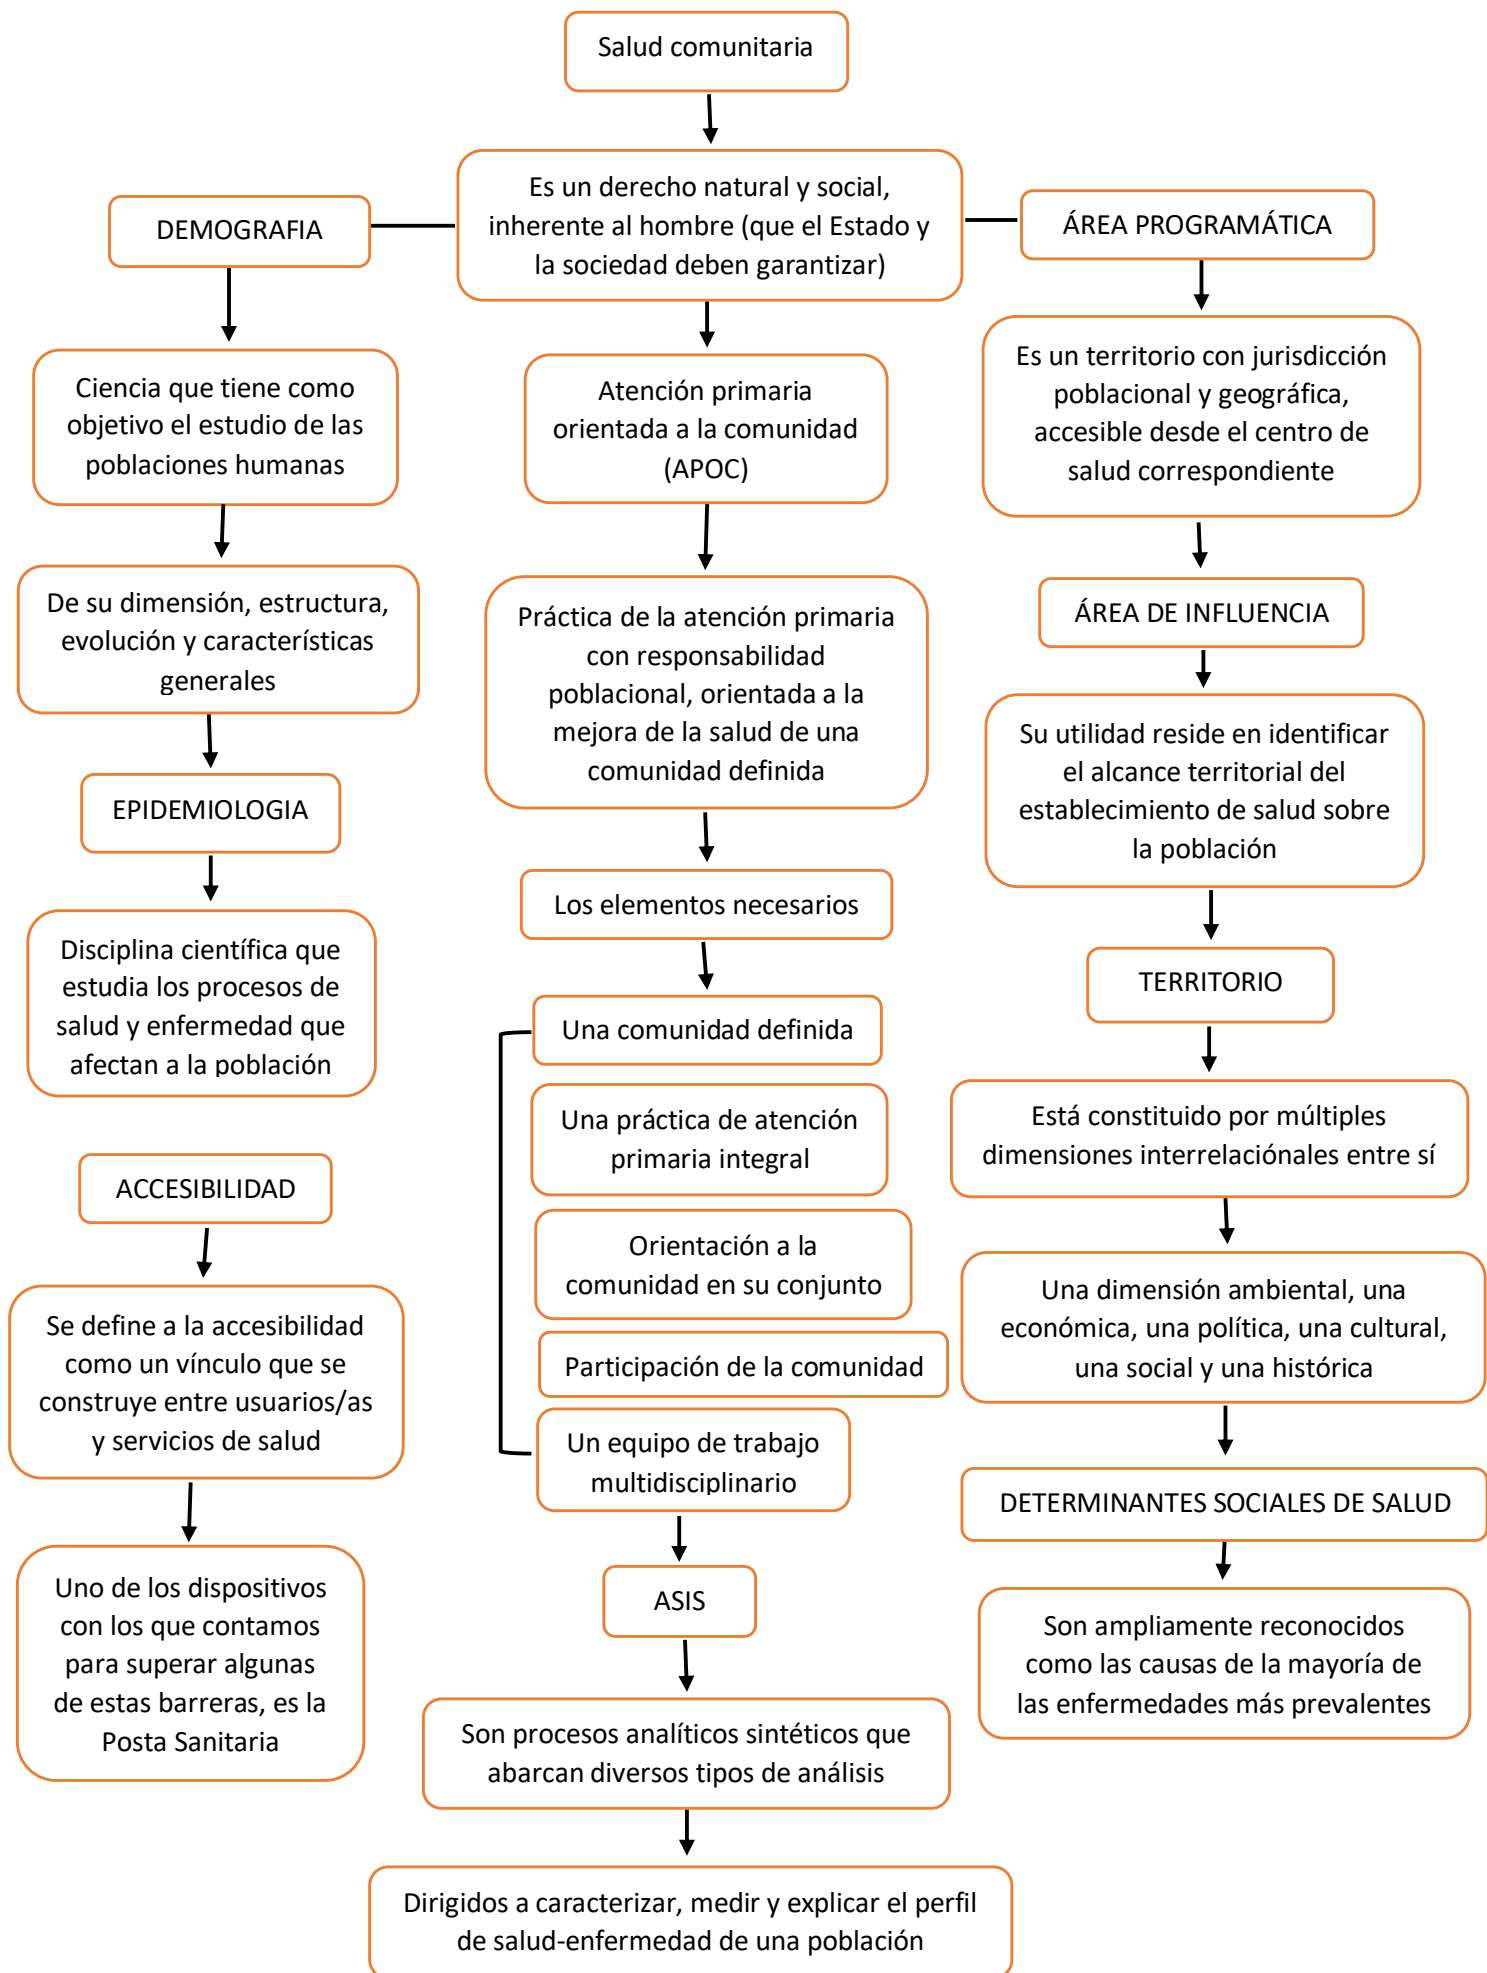 Salud comunitaria
Es un derecho natural y social,
inherente al hombre (que el Estado y
la sociedad deben garantizar)
DEMOGRAFIA
Ciencia que tiene como
objetivo el estudio de las
poblaciones humanas
De su dimensión, estructura,
evolución y características
generales
EPIDEMIOLOGIA
Disciplina científica que
estudia los procesos de
salud y enfermedad que
afectan a la población
ACCESIBILIDAD
Se define a la accesibilidad
como un vínculo que se
construye entre usuarios/as
y servicios de salud
Uno de los dispositivos
con los que contamos
para superar algunas
de estas barreras, es la
Posta Sanitaria
Atención primaria
orientada a la comunidad
(APOC)
Práctica de la atención primaria
con responsabilidad
poblacional, orientada a la
mejora de la salud de una
comunidad definida
Los elementos necesarios
Una comunidad definida
Una práctica de atención
primaria integral
Orientación a la
comunidad en su conjunto
Participación de la comunidad
Un equipo de trabajo
multidisciplinario
ASIS
Son procesos analíticos sintéticos que
abarcan diversos tipos de análisis
Dirigidos a caracterizar, medir y explicar el perfil
de salud-enfermedad de una población
ÁREA PROGRAMÁTICA
Es un territorio con jurisdicción
poblacional y geográfica,
accesible desde el centro de
salud correspondiente
ÁREA DE INFLUENCIA
Su utilidad reside en identificar
el alcance territorial del
establecimiento de salud sobre
la población
TERRITORIO
Está constituido por múltiples
dimensiones interrelaciónales entre sí
Una dimensión ambiental, una
económica, una política, una cultural,
una social y una histórica
DETERMINANTES SOCIALES DE SALUD
Son ampliamente reconocidos
como las causas de la mayoría de
las enfermedades más prevalentes